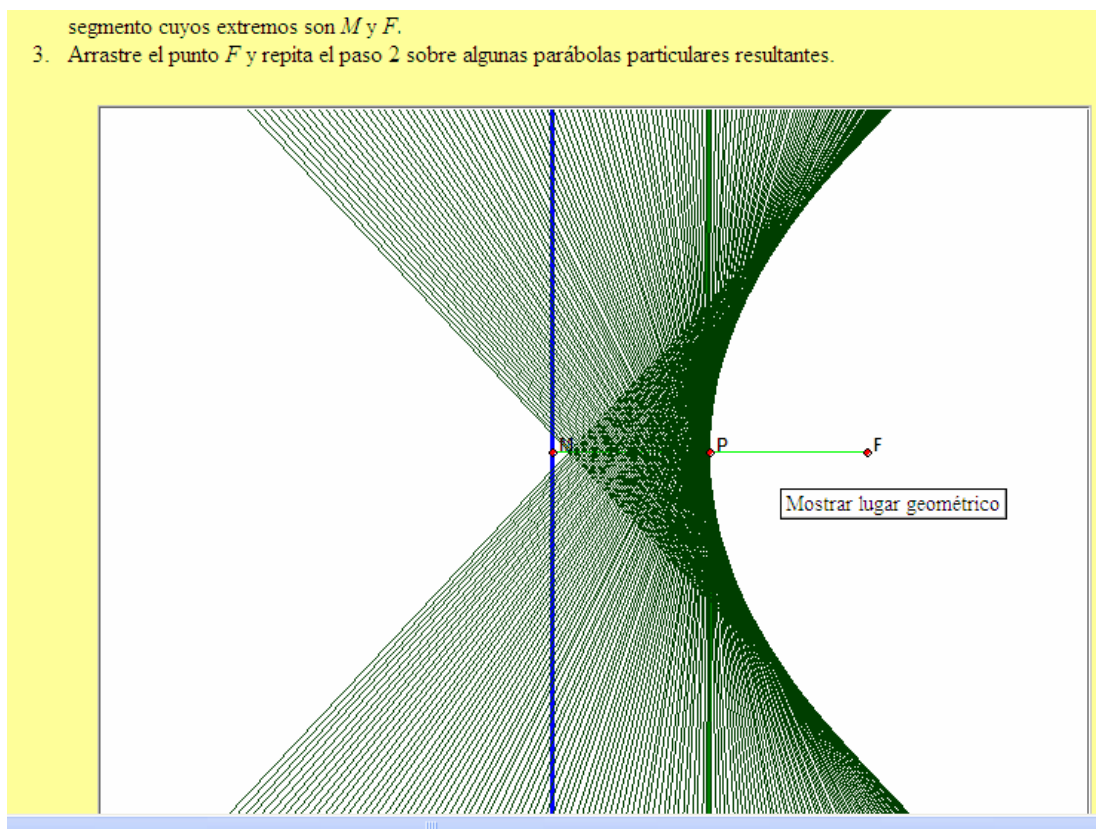 segmento cuyos extremos son M y F.
3. Arrastre el punto F y repita el paso 2 sobre algunas parábolas particulares resultantes.
N P F
Mostrar lugar geométrico